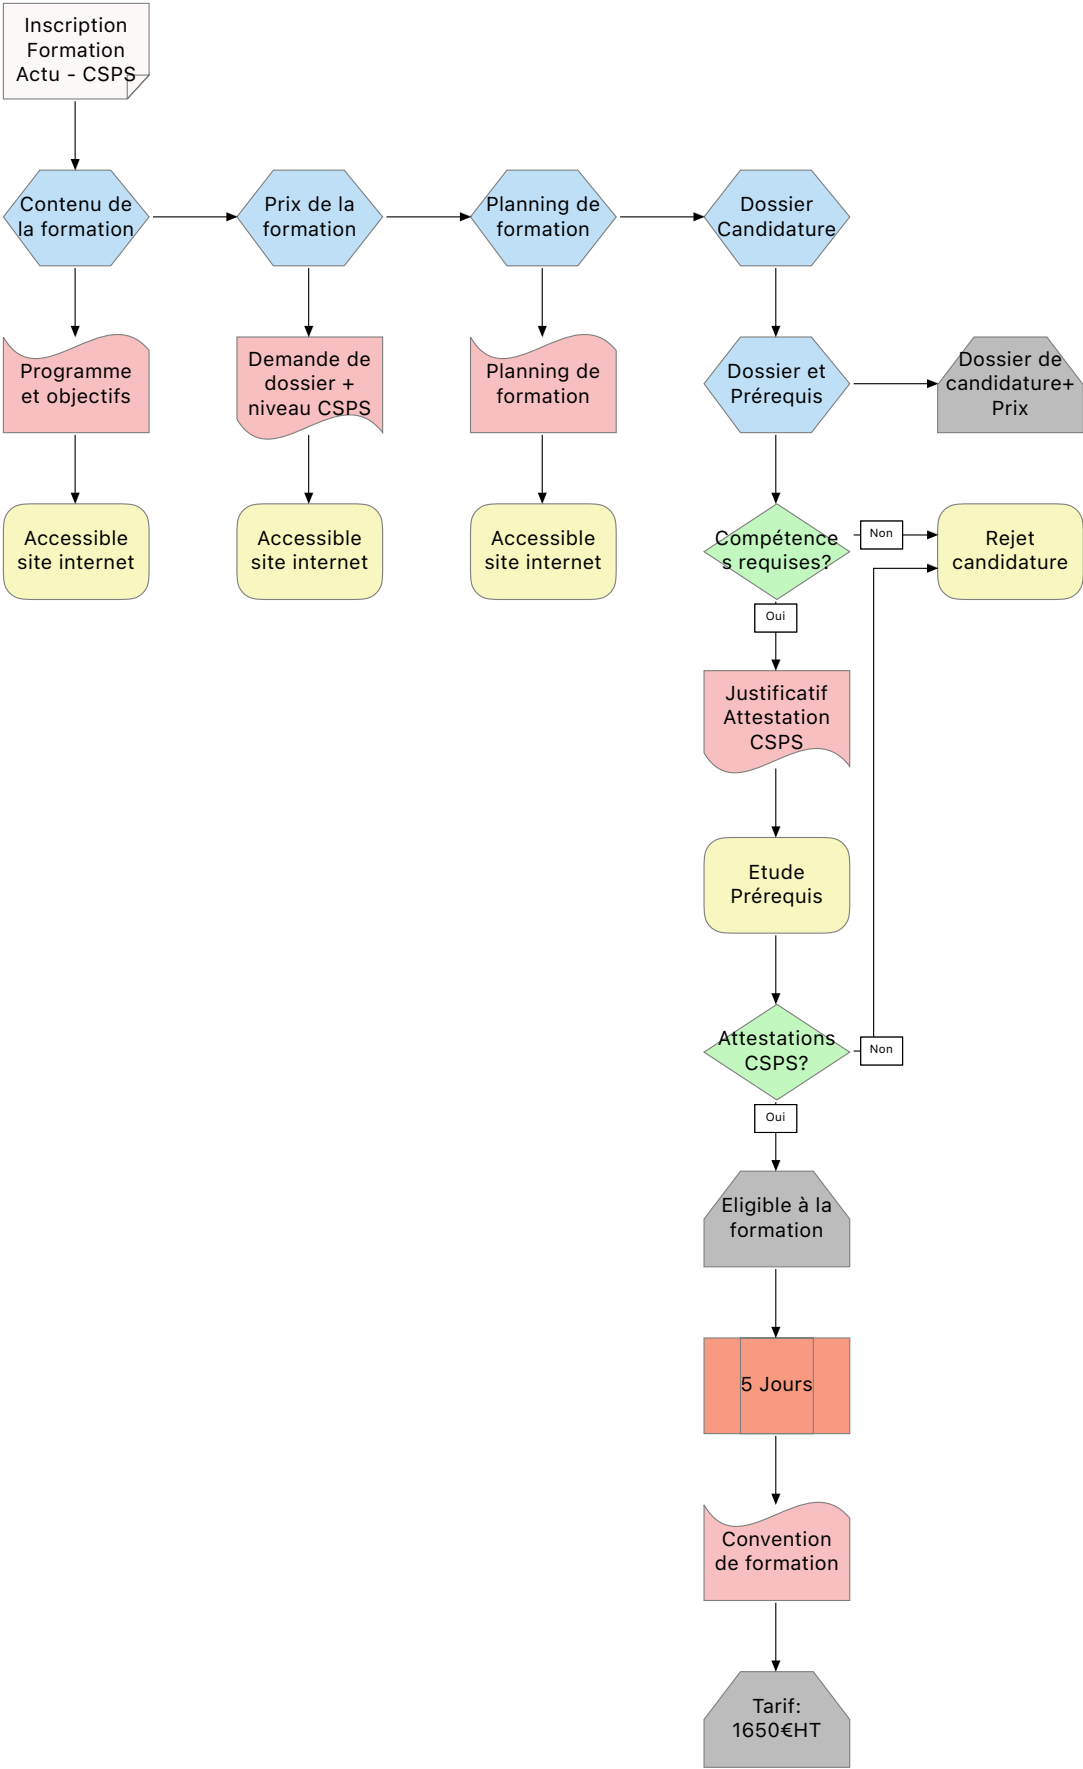 Inscription
Formation
Actu - CSPS
Contenu de
la formation
Prix de la
formation
Planning de
formation
Dossier
Candidature
Programme
et objectifs
Demande de
dossier +
niveau CSPS
Planning de
formation
Dossier et
Prérequis
Dossier de
candidature+
Prix
Accessible
site internet
Accessible
site internet
Accessible
site internet
Compétence
s requises?
Non
Rejet
candidature
Oui
Justificatif
Attestation
CSPS
Etude
Prérequis
Attestations
CSPS?
Non
Oui
Eligible à la
formation
5 Jours
Convention
de formation
Tarif:
1650€HT